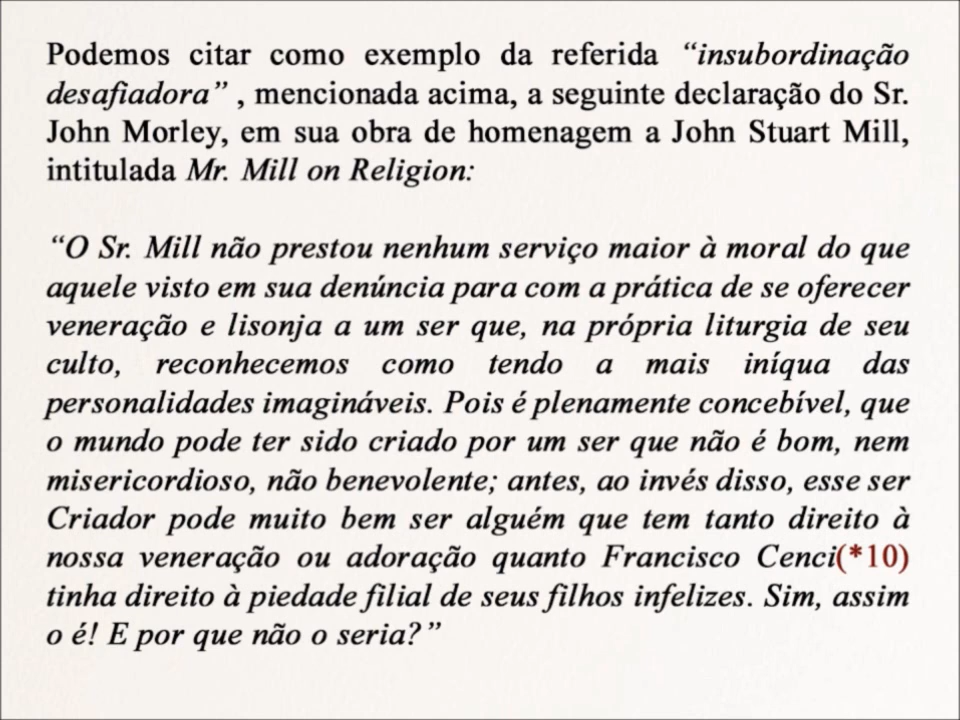 Podemos citar como exemplo da referida “insubordinação
desafiadora” , mencionada acima, a seguinte declaração do Sr.
John Morley, em sua obra de homenagem a John Stuart Mill,
intitulada Mr. Mill on Religion:
“O Sr. Mill não prestou nenhum serviço maior à moral do que
aquele visto em sua denúncia para com a prática de se oferecer
veneração e lisonja a um ser que, na própria liturgia de seu
culto, reconhecemos como tendo a mais iníqua das
personalidades imagináveis. Pois é plenamente concebível, que
o mundo pode ter sido criado por um ser que não é bom, nem
misericordioso, não benevolente; antes, ao invés disso, esse ser
Criador pode muito bem ser alguém que tem tanto direito à
nossa veneração ou adoração quanto Francisco Cenci(*10)
tinha direito à piedade filial de seus filhos infelizes. Sim, assim
o é! E por que não o seria?”